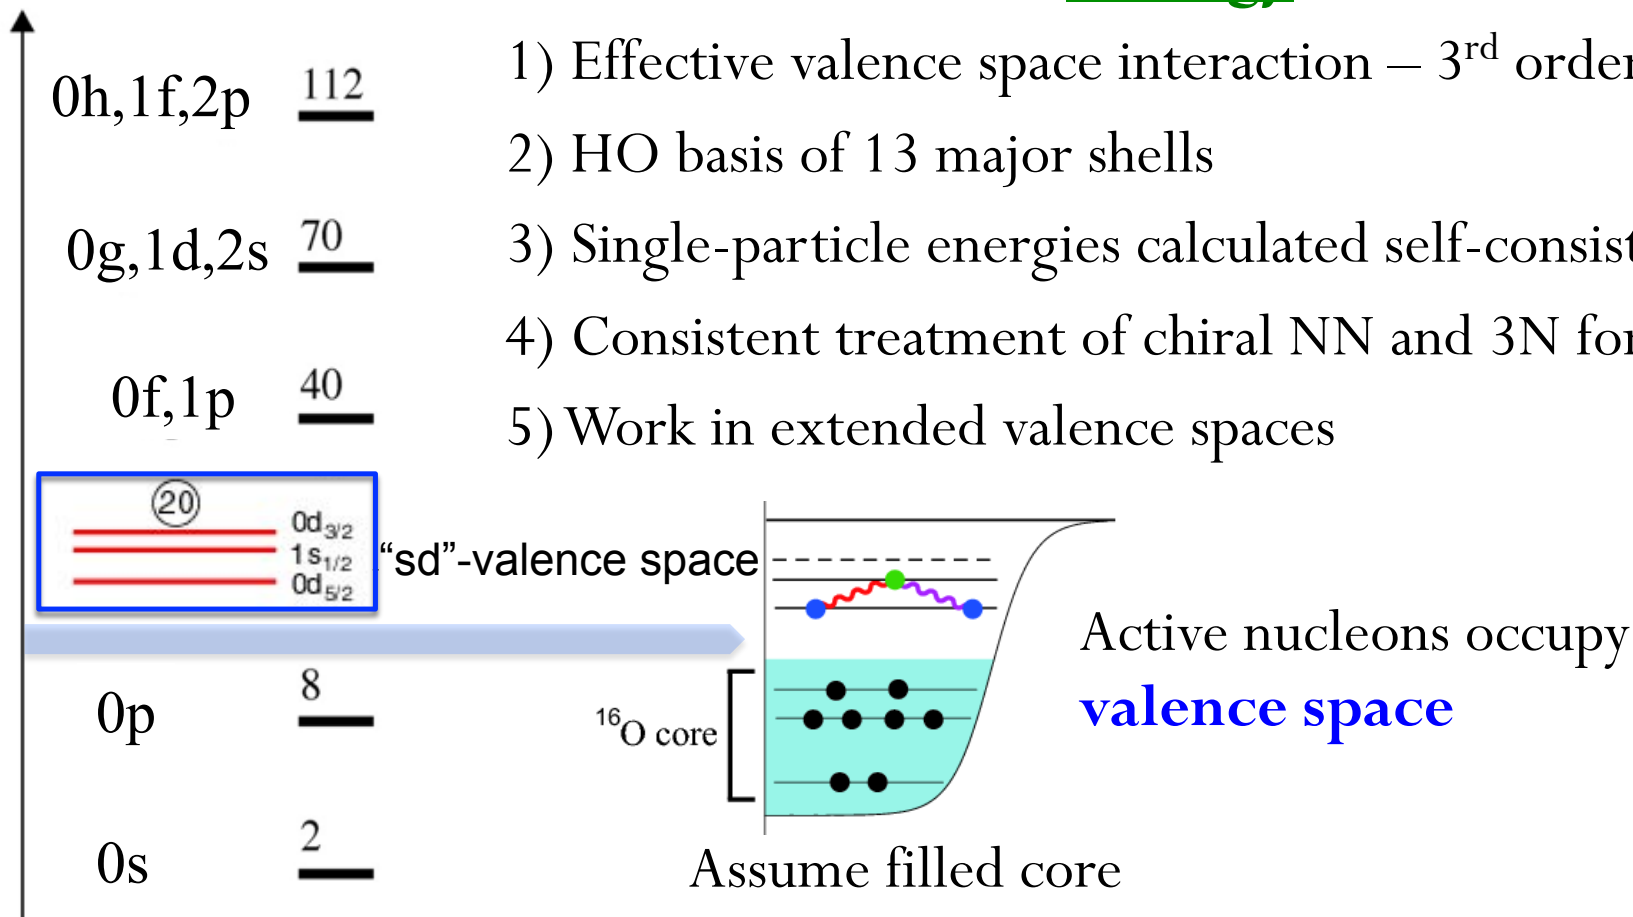 1) Effective valence space interaction – 3rd order
0h,1f,2p 112
2) HO basis of 13 major shells
0g,1d,2s 70
3) Single-particle energies calculated self-consist
4) Consistent treatment of chiral NN and 3N for
0f,1p 40
5) Work in extended valence spaces
20
0d3/2
1s1/2
0d5/2
“sd”-valence space
Active nucleons occupy
valence space
0p 8
16O core
0s 2
Assume filled core